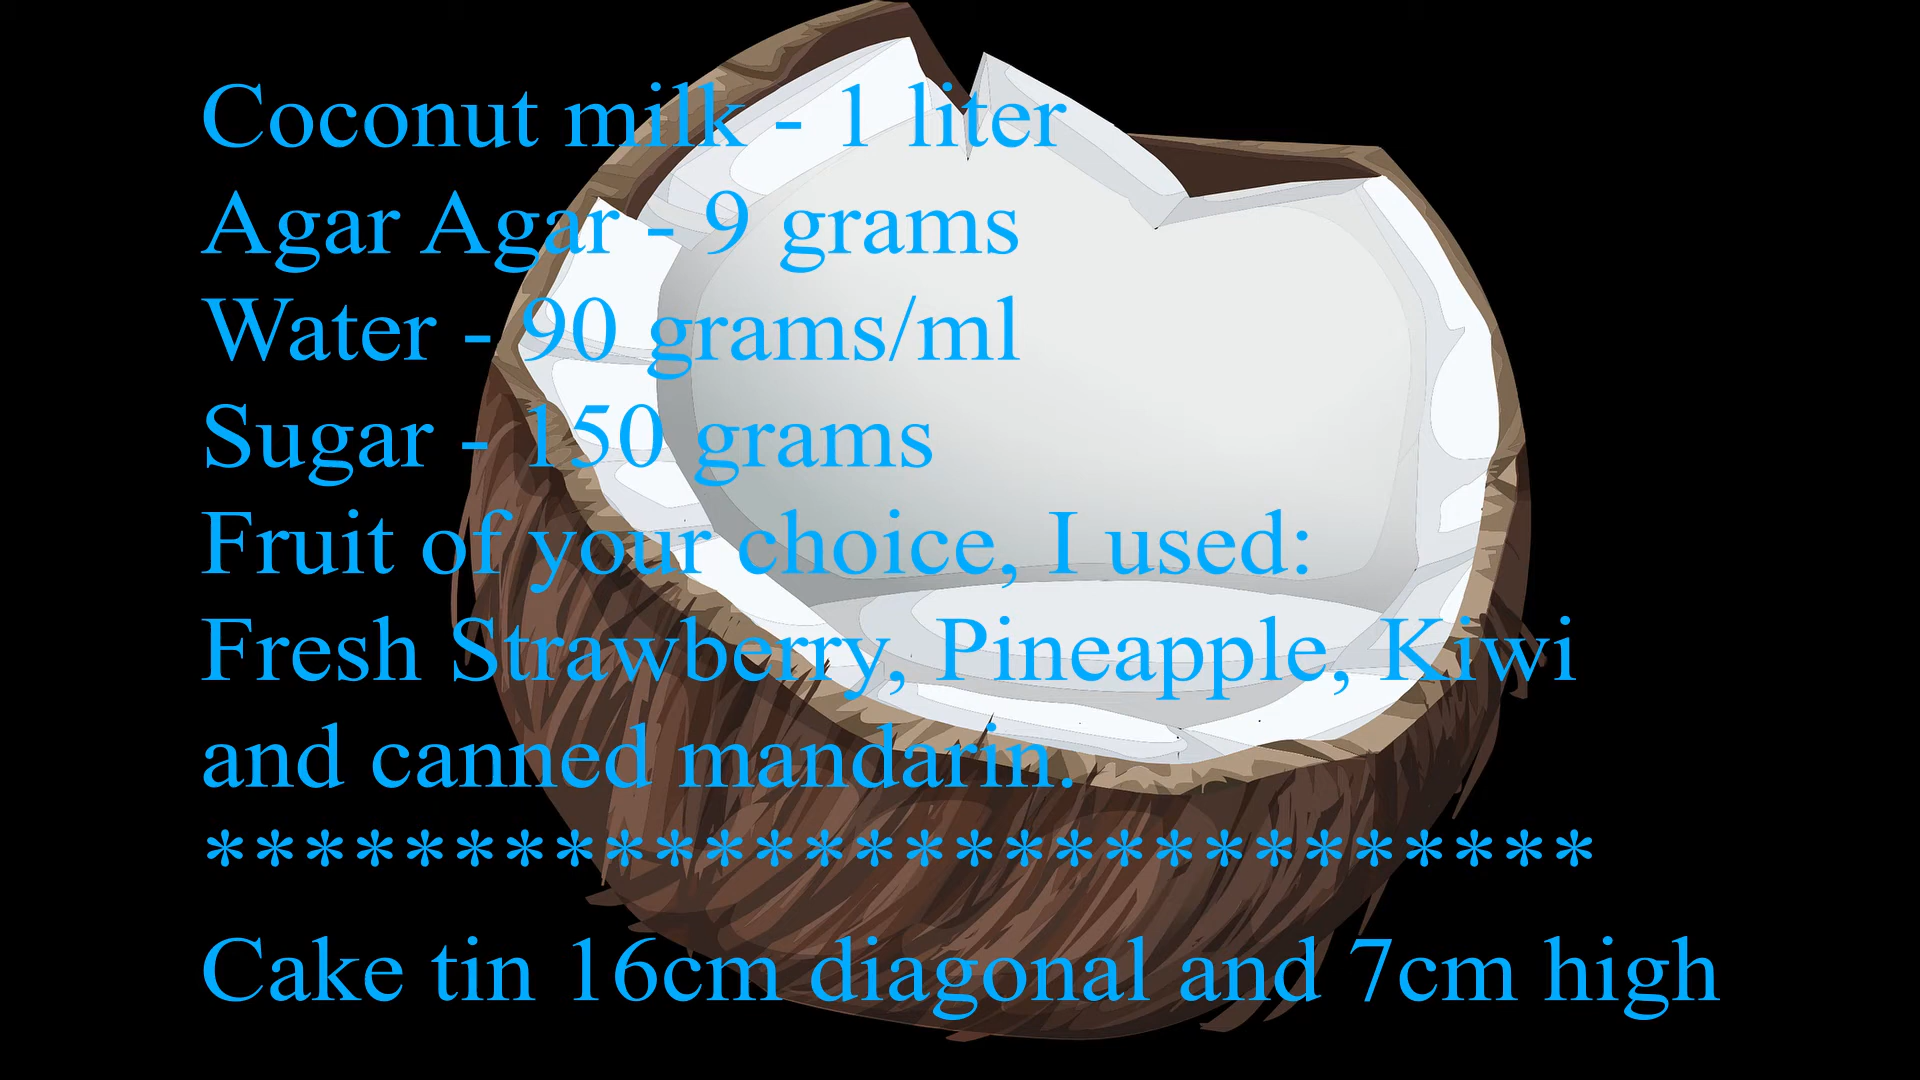 Coconut milk - 1 liter
Agar Agar - 9 grams
Water - 90 grams/ml
Sugar - 150 grams
Fruit of your choice, I used:
Fresh Strawberry, Pineapple, Kiwi
and canned mandarin.
****************************
Cake tin 16cm diagonal and 7cm high